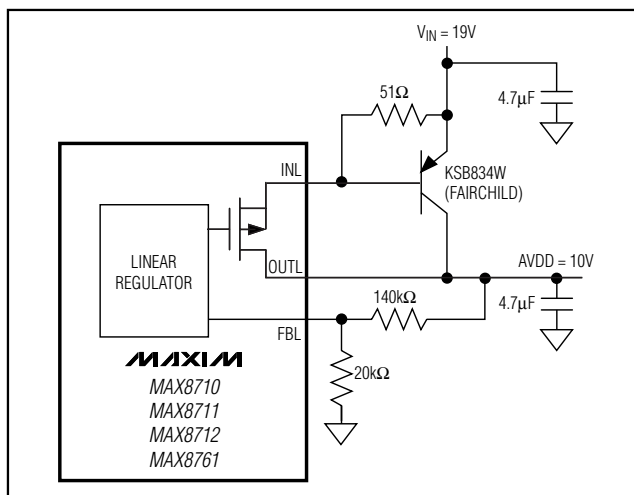 VIN = 19V
51Ω
4.7µF
INL
KSB834W
(FAIRCHILD)
LINEAR
REGULATOR
OUTL
AVDD = 10V
140kΩ
4.7µF
FBL
20kΩ
MAXIM
MAX8710
MAX8711
MAX8712
MAX8761